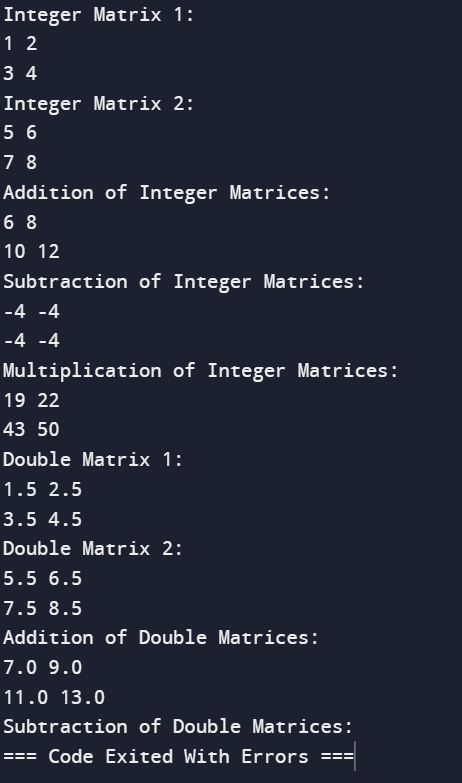 Integer Matrix 1:
1 2
3 4
Integer Matrix 2:
5 6
7 8
Addition of Integer Matrices:
6 8
10 12
Subtraction of Integer Matrices:
-4 -4
-4 -4
Multiplication of Integer Matrices:
19 22
43 50
Double Matrix 1:
1.5 2.5
3.5 4.5
Double Matrix 2:
5.5 6.5
7.5 8.5
Addition of Double Matrices:
7.0 9.0
11.0 13.0
Subtraction of Double Matrices:
=== Code Exited With Errors ===